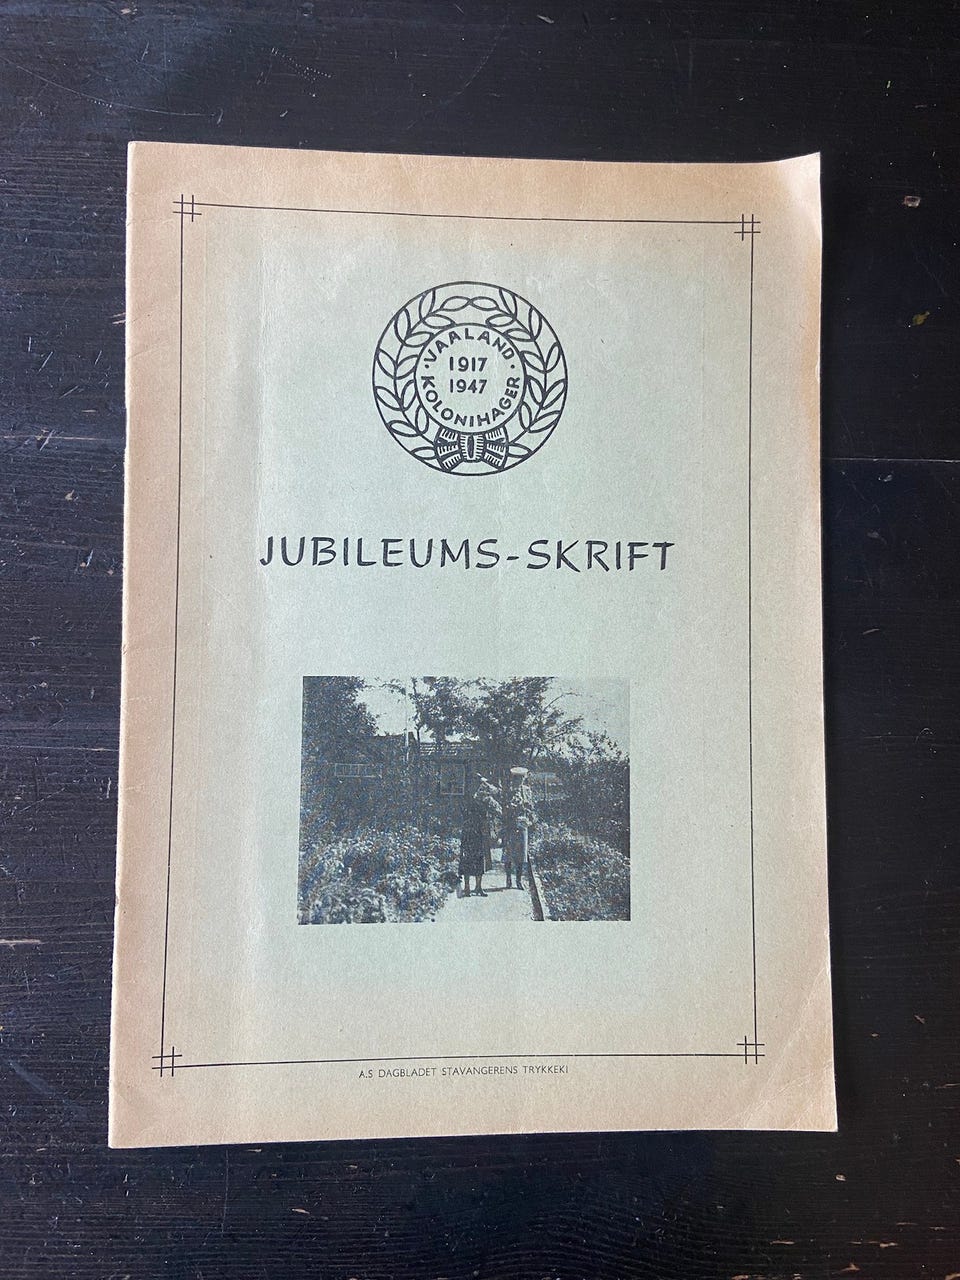 VAALAND
1917
1947
KOLONIHAGER
JUBILEUMS-SKRIFT
A.S DAGBLADET STAVANGERENS TRYKKERI